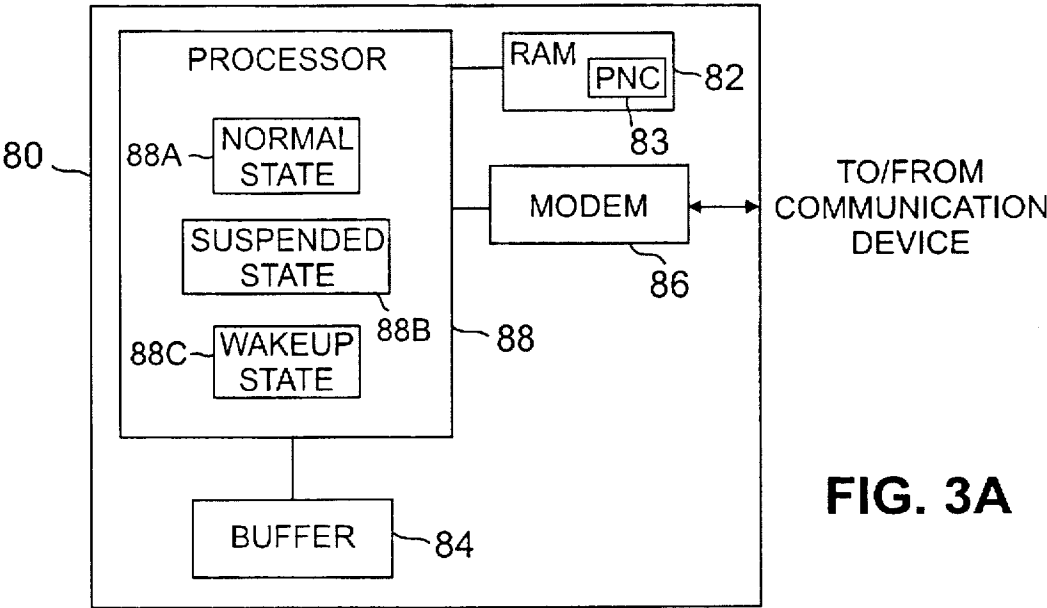 PROCESSOR
RAM
PNC
82
83
88A
NORMAL
STATE
80
MODEM
86
TO/FROM
COMMUNICATION
DEVICE
SUSPENDED
STATE
88B
88
88C
WAKEUP
STATE
BUFFER
84
FIG. 3A